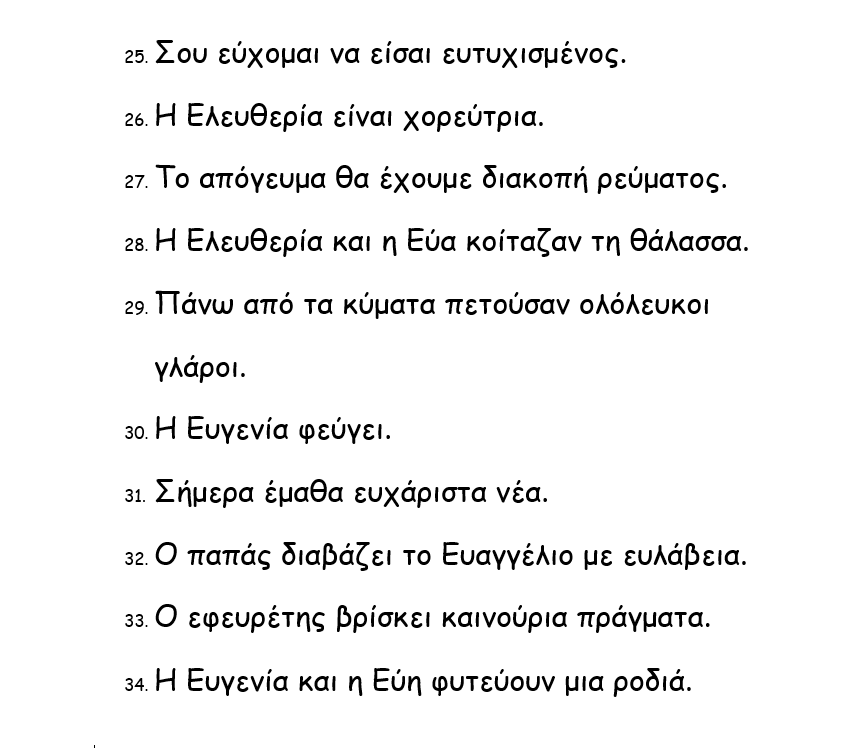 25. Σου εύχομαι να είσαι ευτυχισμένος.
26. Η Ελευθερία είναι χορεύτρια.
27. Το απόγευμα θα έχουμε διακοπή ρεύματος.
28. Η Ελευθερία και η Εύα κοίταζαν τη θάλασσα.
29. Πάνω από τα κύματα πετούσαν ολόλευκοι
γλάροι.
30. Η Ευγενία φεύγει.
31. Σήμερα έμαθα ευχάριστα νέα.
32. Ο παπάς διαβάζει το Ευαγγέλιο με ευλάβεια.
33. Ο εφευρέτης βρίσκει καινούρια πράγματα.
34. Η Ευγενία και η Εύη φυτεύουν μια ροδιά.